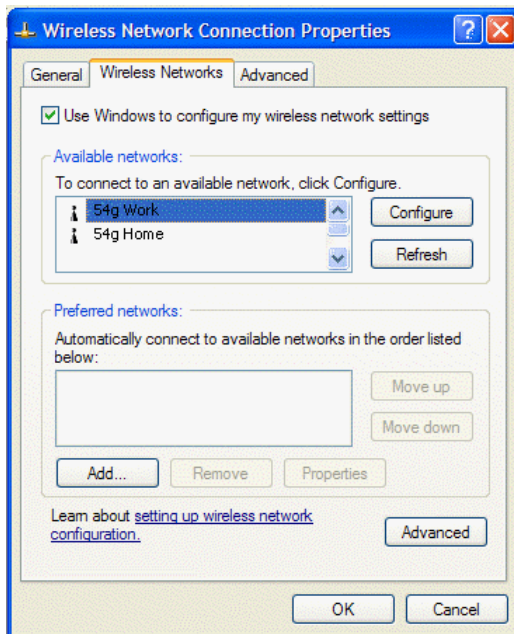 Wireless Network Connection Properties
General Wireless Networks Advanced
Use Windows to configure my wireless network settings
Available networks:
To connect to an available network, click Configure.
54g Work
54g Home
Configure
Refresh
Preferred networks:
Automatically connect to available networks in the order listed
below:
Move up
Move down
Add... Remove Properties
Learn about setting up wireless network
configuration.
Advanced
OK Cancel